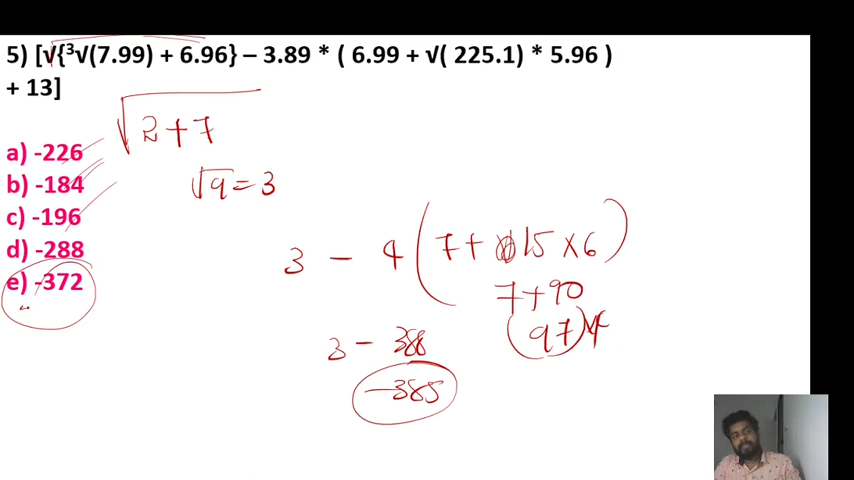 5) [√{³√(7.99) + 6.96} – 3.89 * ( 6.99 + √( 225.1) * 5.96 )
+ 13]
√2+7
√9=3
a) -226
b) -184
c) -196
d) -288
e) -372
3 - 4 (7+ 15×6)
7+90
(97)×4
3 - 388
-385